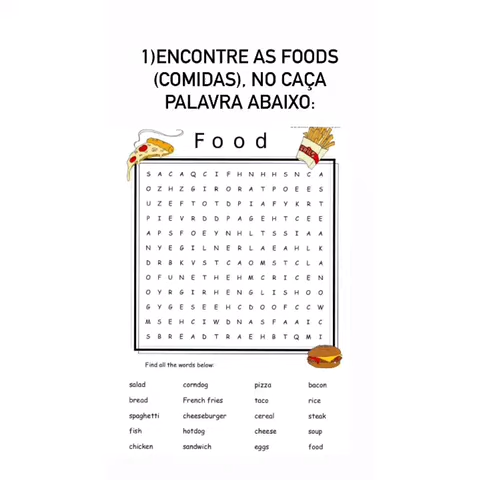 1)ENCONTRE AS FOODS
(COMIDAS), NO CAÇA
PALAVRA ABAIXO:
Food
S A C A Q C I F H N H H S N C A
O Z H Z G I R O R A T P O E E S
U Z E F T O T D P I A F Y K R T
P I E V R D D P A G E H T C E E
A P S F O E Y N H L T S S I A A
N Y E G I L N E R L A E A H L K
D R B K V S T C A O M S T C L A
O F U N E T H E H M C R I C E N
O Y R G I R H E N G L I S H O O
G Y G E S E E H C D O O F C C W
M S E H C I W D N A S F A A I C
S B R E A D T R A E H B T Q M I
Find all the words below:
salad corndog pizza bacon
bread French fries taco rice
spaghetti cheeseburger cereal steak
fish hotdog cheese soup
chicken sandwich eggs food